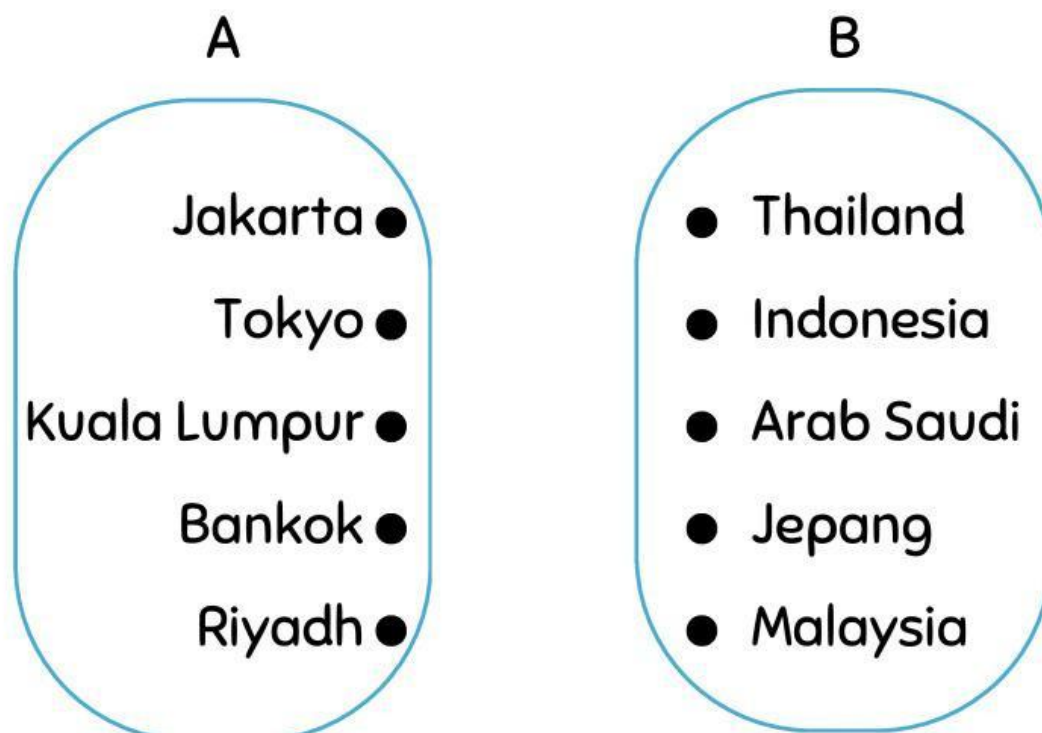 A
B
Jakarta
Tokyo
Kuala Lumpur
Bankok
Riyadh
Thailand
Indonesia
Arab Saudi
Jepang
Malaysia